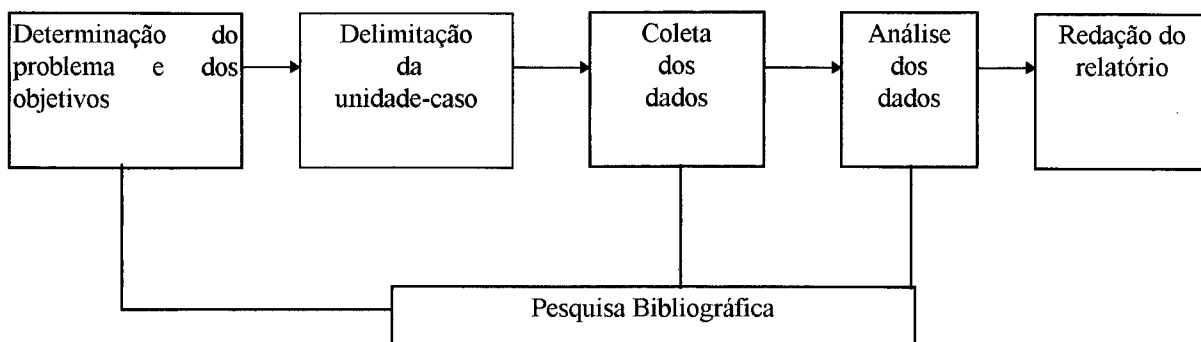 Determinação do
problema e dos
objetivos
Delimitação
da
unidade-caso
Coleta
dos
dados
Análise
dos
dados
Redação do
relatório
Pesquisa Bibliográfica